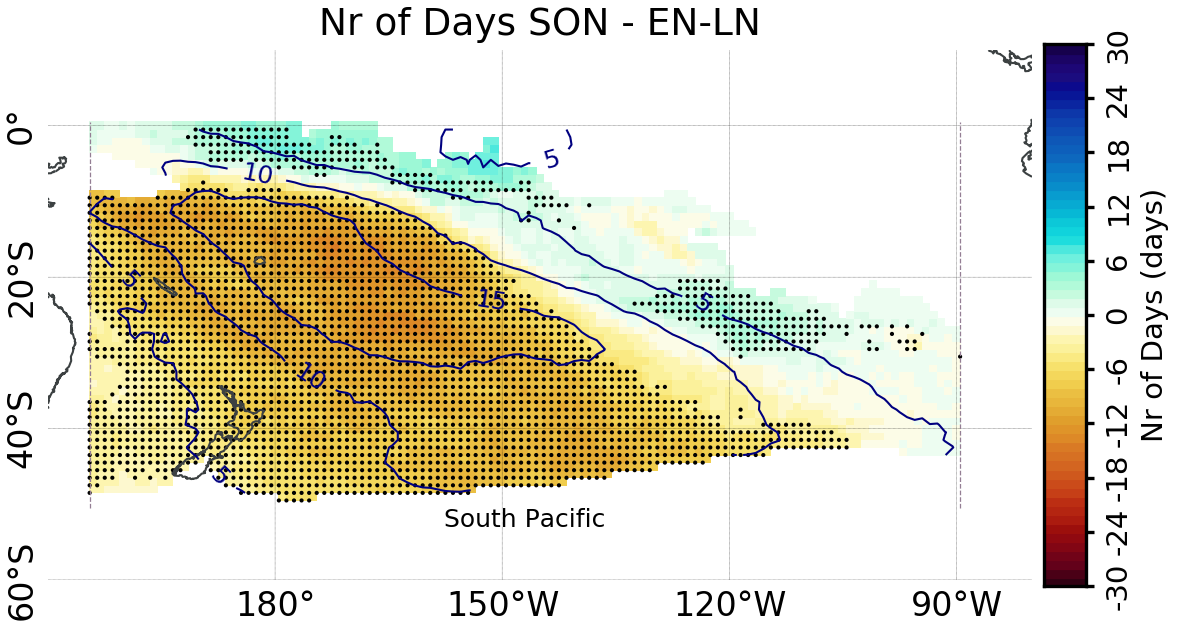 Nr of Days SON - EN-LN
0°
20°S
40°S
60°S
180°
150°W
120°W
90°W
5
10
15
5
5
10
5
South Pacific
30
24
18
12
6
0
-6
-12
-18
-24
-30
Nr of Days (days)